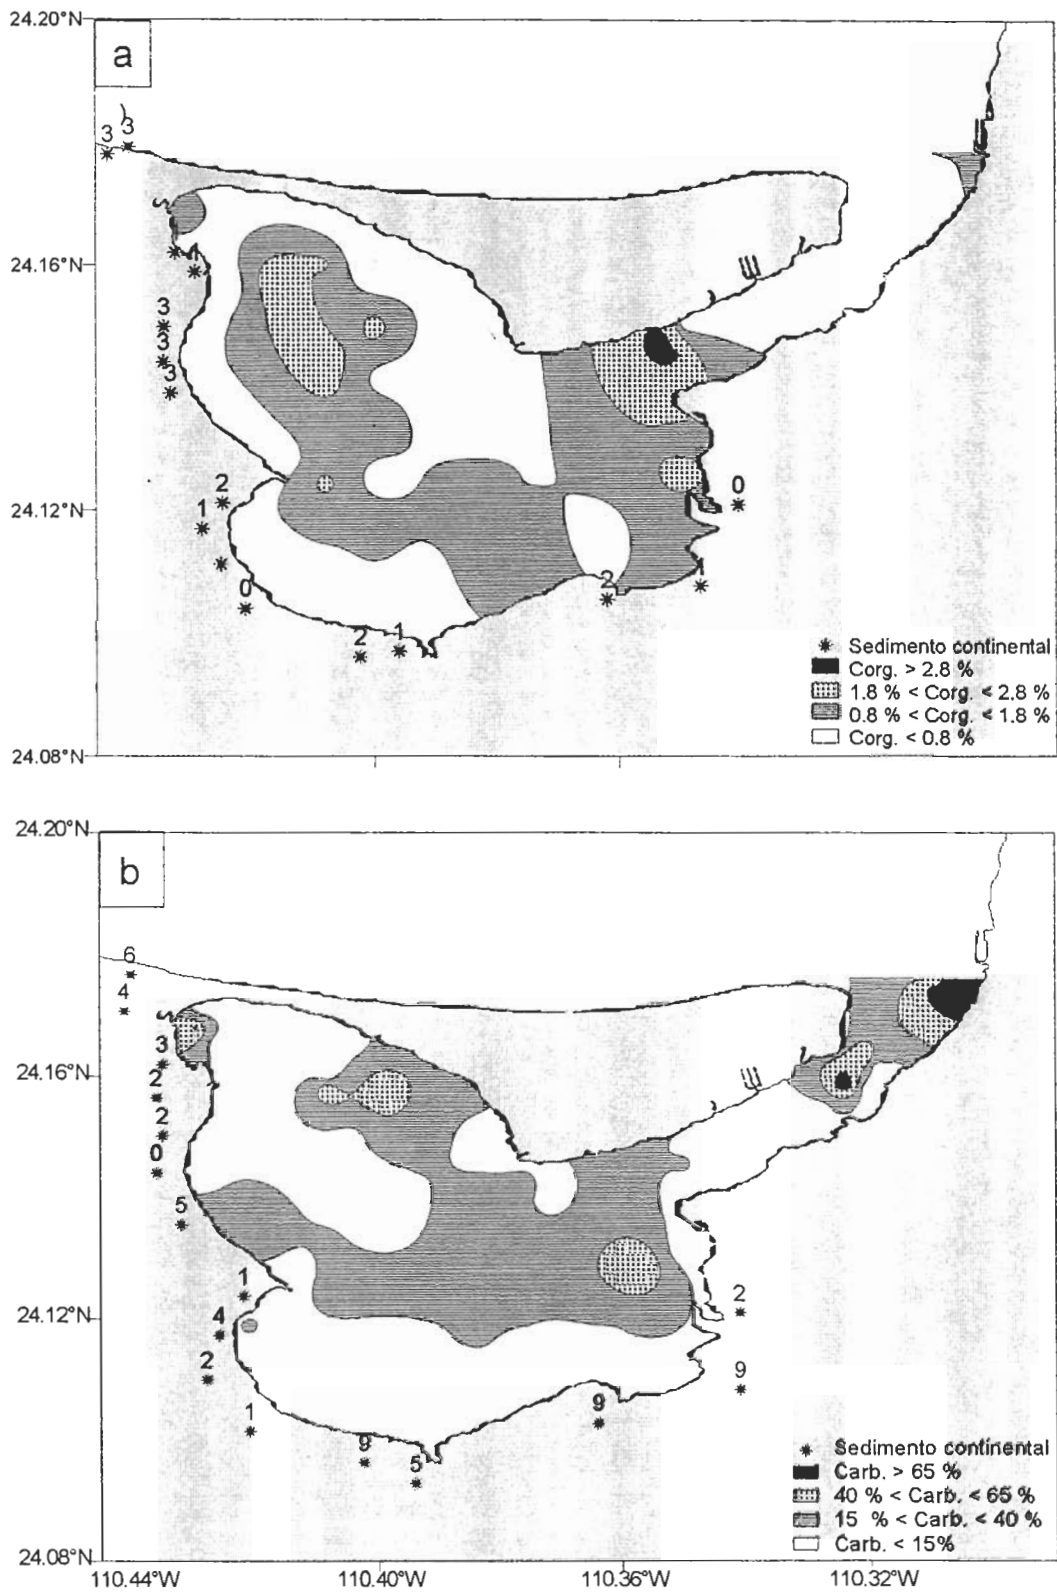 24.20°N
a
3
3
24.16°N
1
3
3
3
2
1
0
24.12°N
0
1
2
2
1
Sedimento continental
Corg. > 2.8 %
1.8 % < Corg. < 2.8 %
0.8 % < Corg. < 1.8 %
Corg. < 0.8 %
24.08°N
24.20°N
b
6
4
3
24.16°N
2
2
0
5
1
24.12°N
4
2
2
1
9
9
9
5
Sedimento continental
Carb. > 65 %
40 % < Carb. < 65 %
15 % < Carb. < 40 %
Carb. < 15%
24.08°N
110.44°W 110.40°W 110.36°W 110.32°W